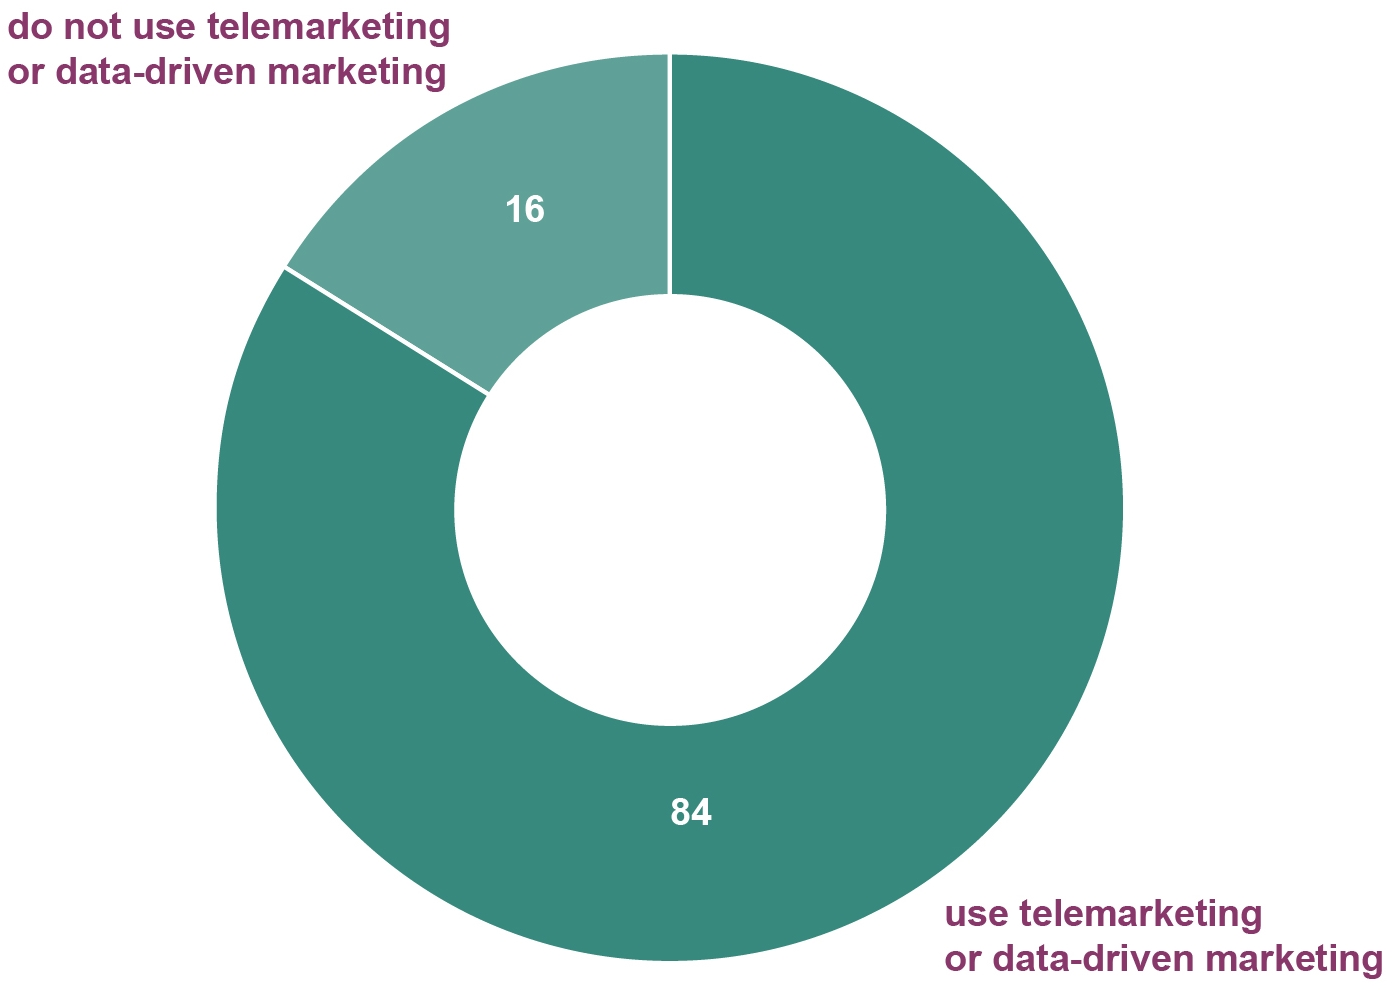 do not use telemarketing
or data-driven marketing
16
84
use telemarketing
or data-driven marketing